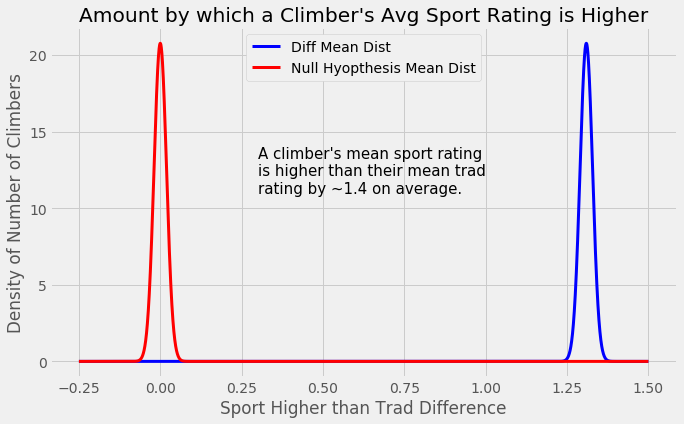 Amount by which a Climber's Avg Sport Rating is Higher
Diff Mean Dist
Null Hyopthesis Mean Dist
A climber's mean sport rating
is higher than their mean trad
rating by ~1.4 on average.
Density of Number of Climbers
20
15
10
5
0
−0.25 0.00 0.25 0.50 0.75 1.00 1.25 1.50
Sport Higher than Trad Difference